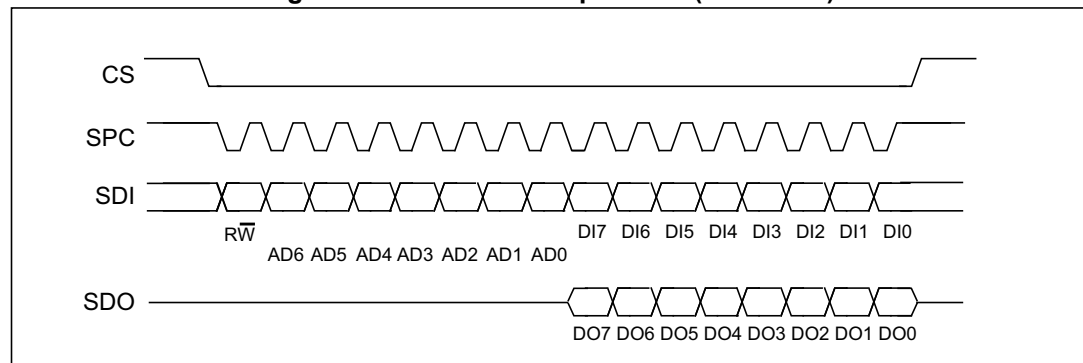 CS
SPC
SDI
RW̅
DI7 DI6 DI5 DI4 DI3 DI2 DI1 DI0
AD6 AD5 AD4 AD3 AD2 AD1 AD0
SDO
DO7 DO6 DO5 DO4 DO3 DO2 DO1 DO0